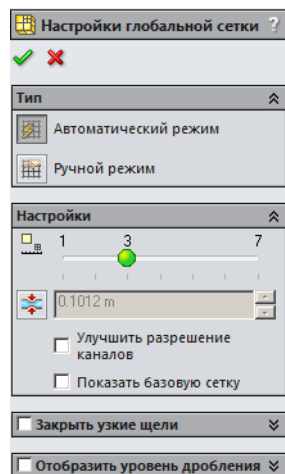 Настройки глобальной сетки ?
Тип
Автоматический режим
Ручной режим
Настройки
1 3 7
0.1012 m
Улучшить разрешение
каналов
Показать базовую сетку
Закрыть узкие щели
Отобразить уровень дробления